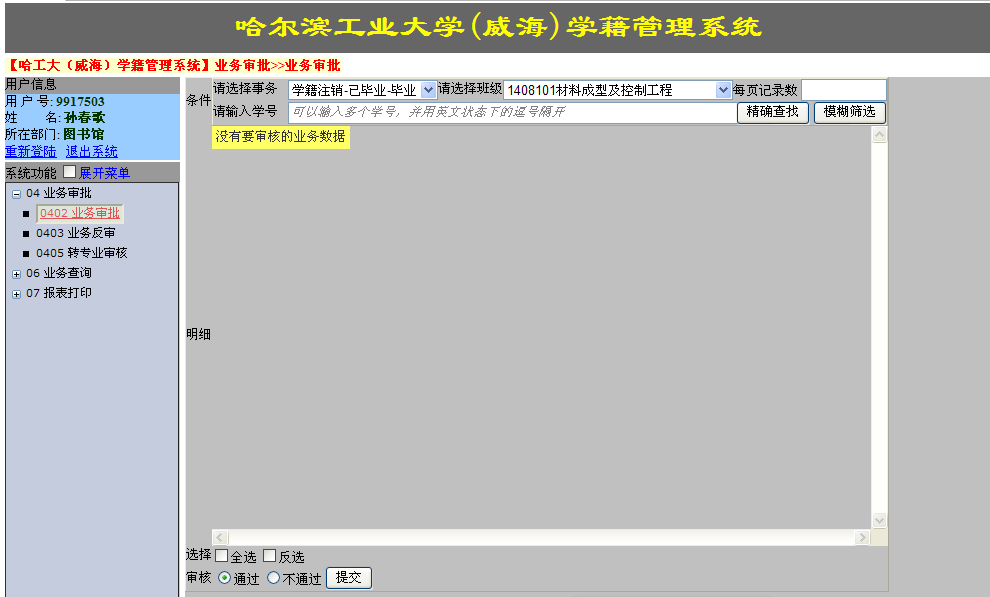 哈尔滨工业大学(威海)学籍管理系统
【哈工大（威海）学籍管理系统】业务审批>>业务审批
用户信息
用 户 号: 9917503
姓 名: 孙春歌
所在部门: 图书馆
重新登陆 退出系统
系统功能 展开菜单
04 业务审批
0402 业务审批
0403 业务反审
0405 转专业审核
06 业务查询
07 报表打印
条件
请选择事务 学籍注销-已毕业-毕业 请选择班级 1408101材料成型及控制工程 每页记录数
请输入学号 可以输入多个学号，并用英文状态下的逗号隔开 精确查找 模糊筛选
没有要审核的业务数据
明细
选择 全选 反选
审核 通过 不通过 提交